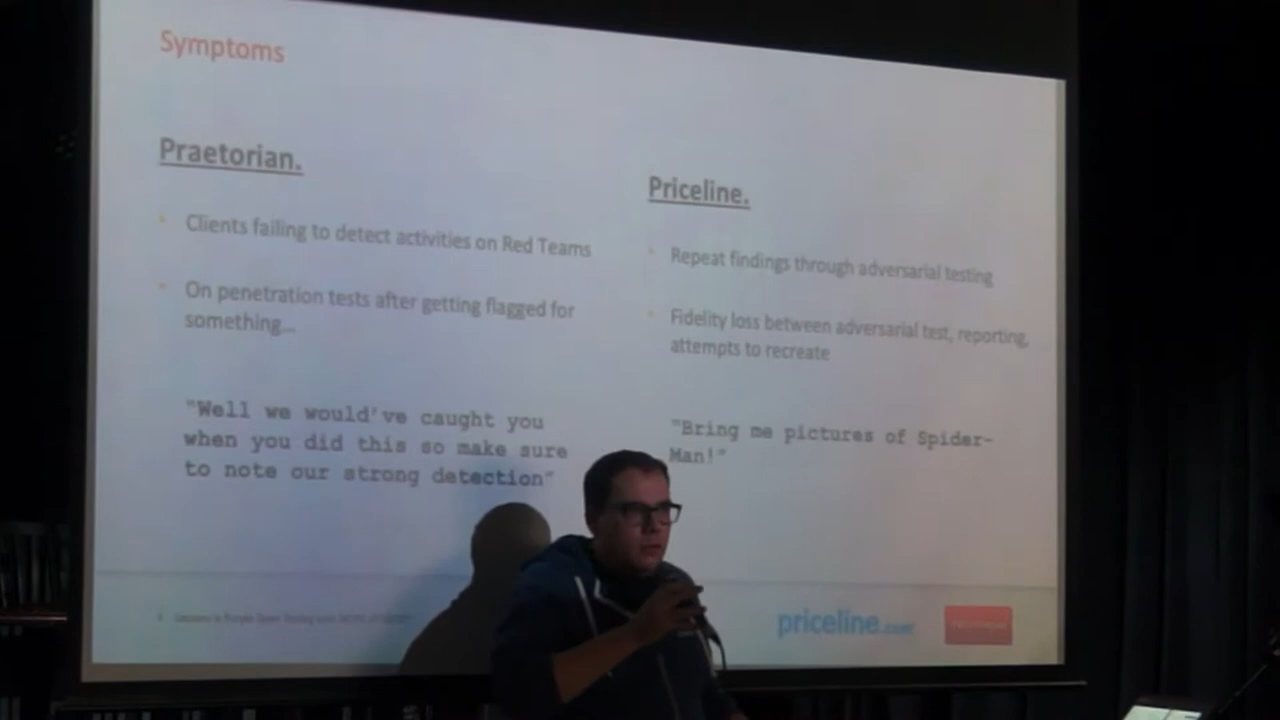 Symptoms
Praetorian.
Clients failing to detect activities on Red Teams
On penetration tests after getting flagged for
something...
"Well we would've caught you
when you did this so make sure
to note our strong detection"
Priceline.
Repeat findings through adversarial testing
Fidelity loss between adversarial test, reporting,
attempts to recreate
"Bring me pictures of Spider-
Man!"
priceline.com